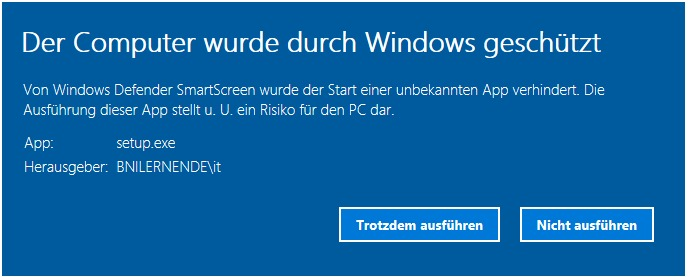 Der Computer wurde durch Windows geschützt
Von Windows Defender SmartScreen wurde der Start einer unbekannten App verhindert. Die
Ausführung dieser App stellt u. U. ein Risiko für den PC dar.
App: setup.exe
Herausgeber: BNILERNENDE\it
Trotzdem ausführen Nicht ausführen